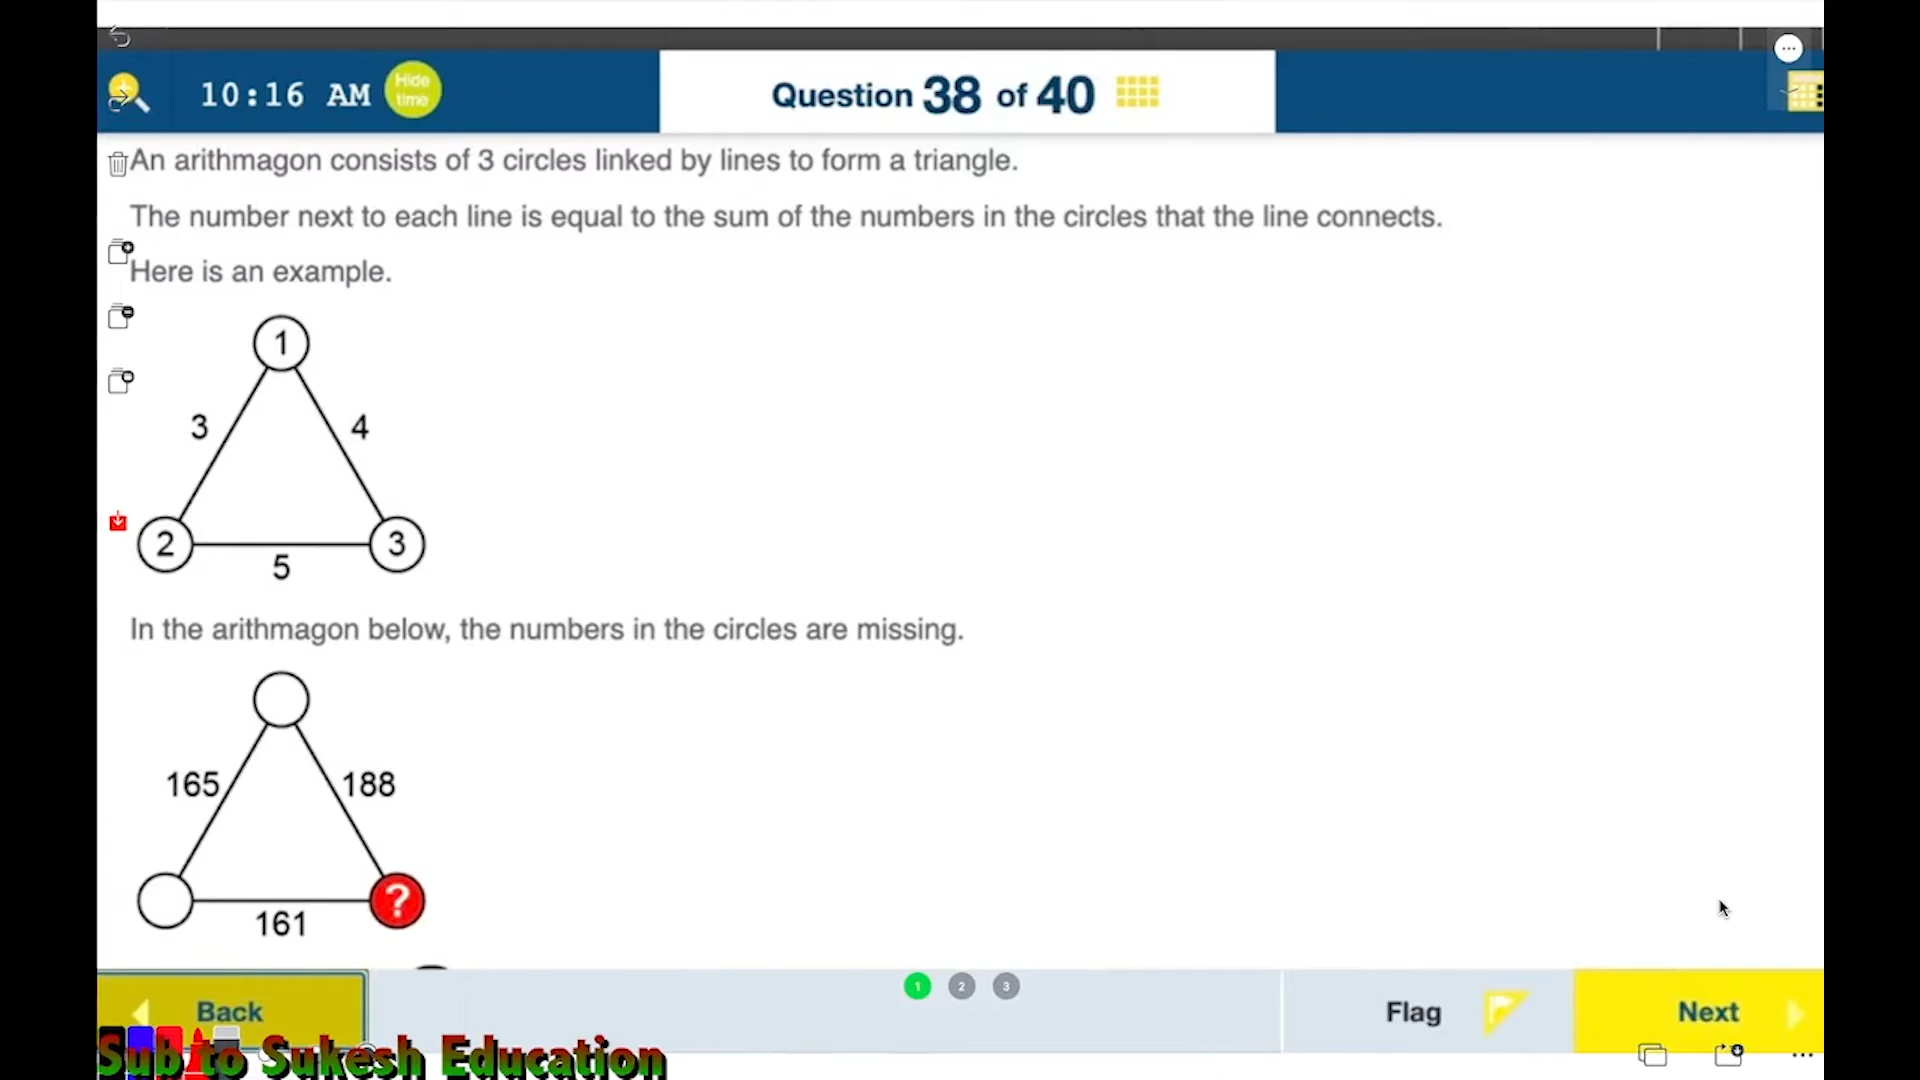 10:16 AM
Hide
time
Question 38 of 40
An arithmagon consists of 3 circles linked by lines to form a triangle.
The number next to each line is equal to the sum of the numbers in the circles that the line connects.
Here is an example.
1
3
4
2
5
3
In the arithmagon below, the numbers in the circles are missing.
165
188
?
161
1
2
3
Back
Flag
Next
Sub to Sukesh Education